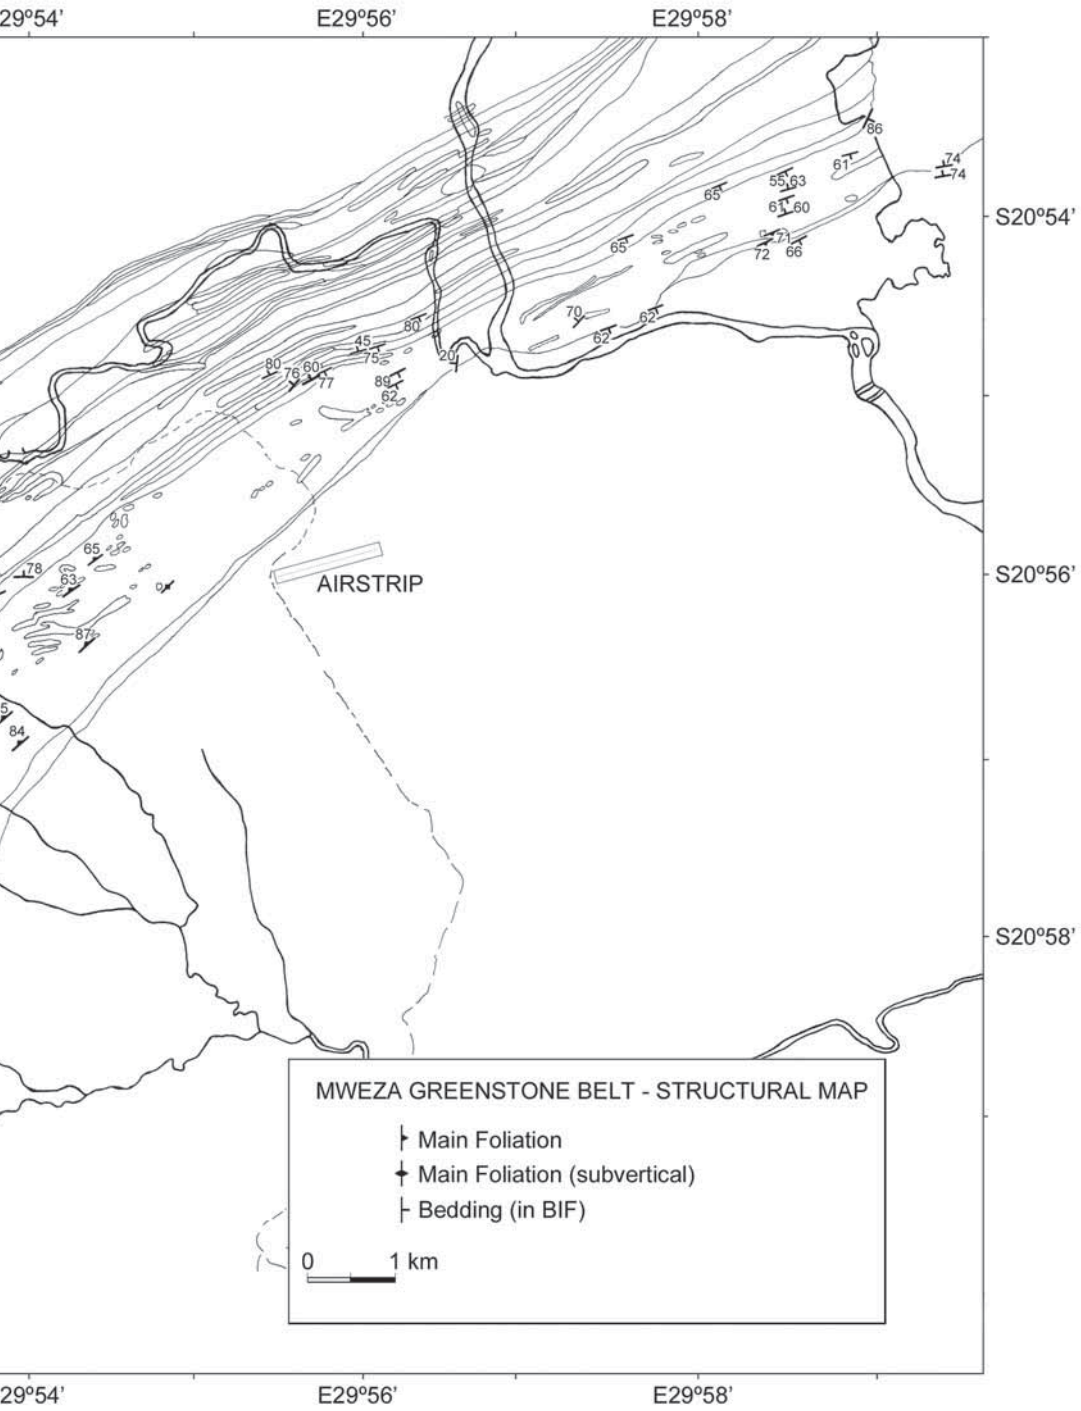 29º54’ E29º56’ E29º58’
86
74
61
74
55 63
65
61 60
S20º54’
71
65
72 66
70
80
62
62
45
75
20
80 60
76 77
89
62
65
78
63
S20º56’
AIRSTRIP
87
5
84
S20º58’
MWEZA GREENSTONE BELT - STRUCTURAL MAP
Main Foliation
Main Foliation (subvertical)
Bedding (in BIF)
0 1 km
29º54’ E29º56’ E29º58’